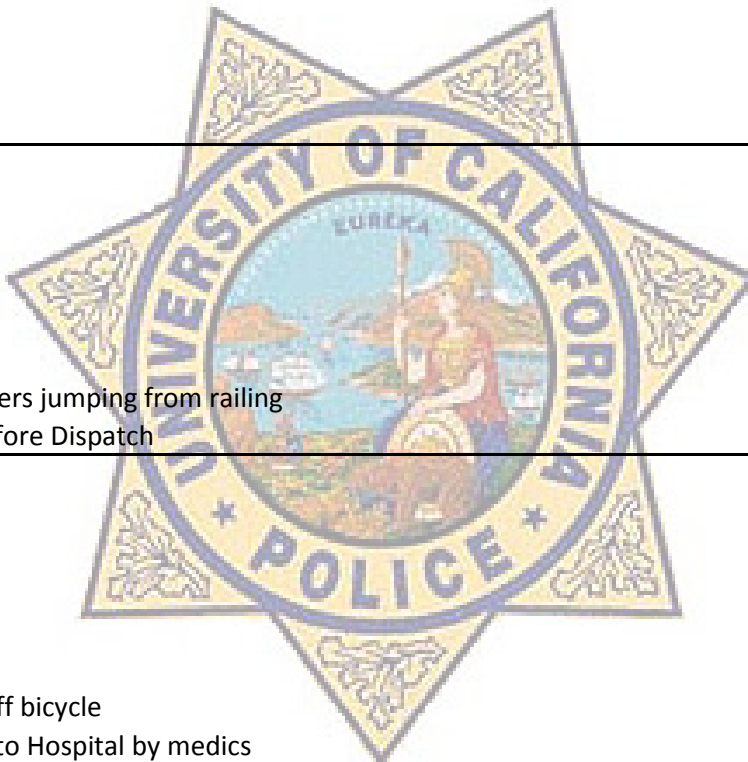 UNIVERSITY OF CALIFORNIA
EUREKA
ers jumping from railing
fore Dispatch
★ POLICE ★
ff bicycle
to Hospital by medics